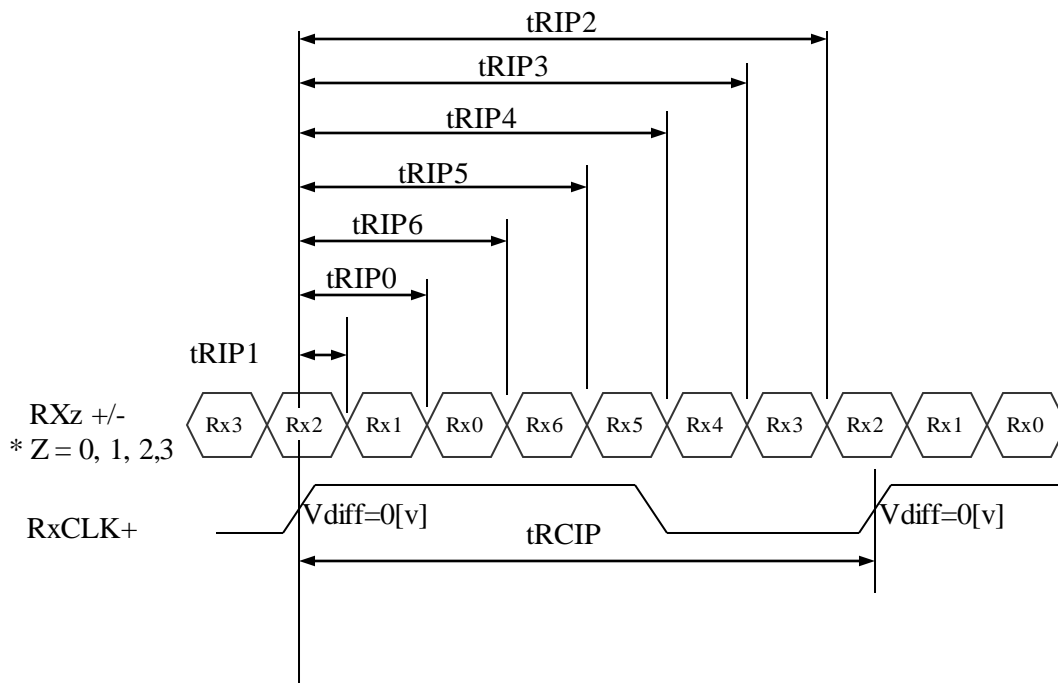 tRIP2
tRIP3
tRIP4
tRIP5
tRIP6
tRIP0
tRIP1
RXz +/-
* Z = 0, 1, 2,3
Rx3 Rx2 Rx1 Rx0 Rx6 Rx5 Rx4 Rx3 Rx2 Rx1 Rx0
RxCLK+
Vdiff=0[v] Vdiff=0[v]
tRCIP